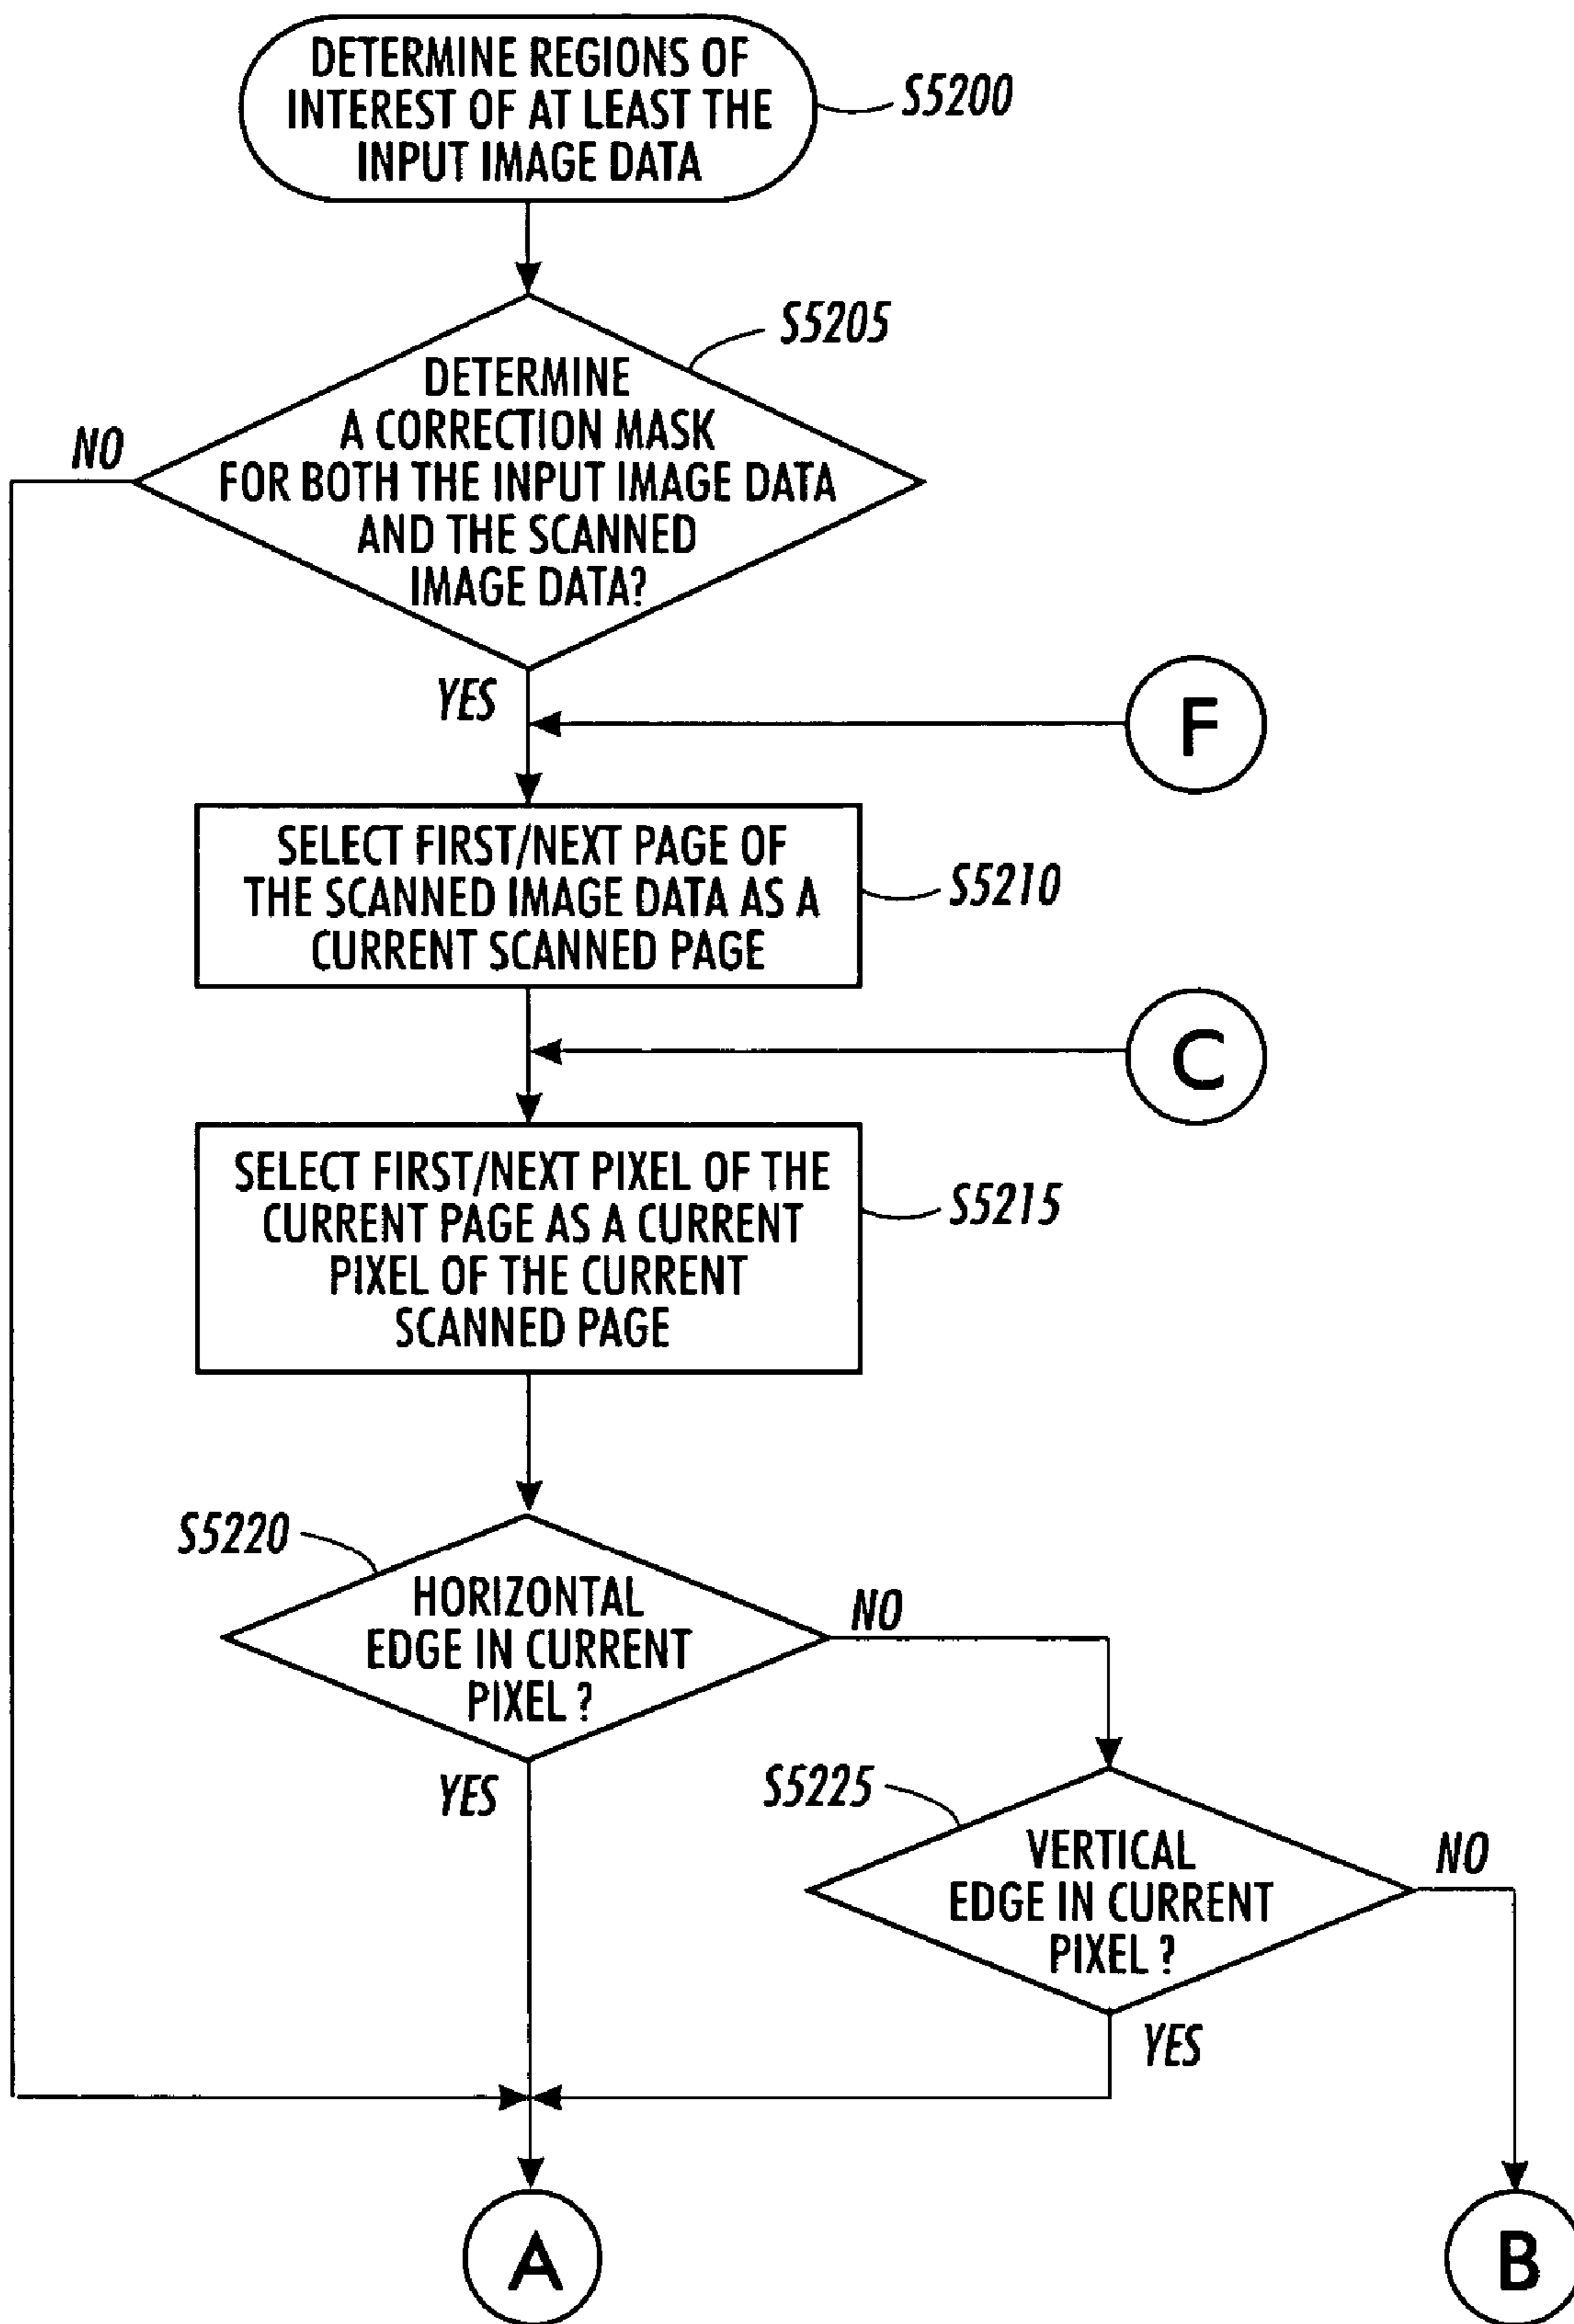 DETERMINE REGIONS OF
INTEREST OF AT LEAST THE
INPUT IMAGE DATA
S5200
S5205
DETERMINE
A CORRECTION MASK
FOR BOTH THE INPUT IMAGE DATA
AND THE SCANNED
IMAGE DATA?
NO
YES
F
SELECT FIRST/NEXT PAGE OF
THE SCANNED IMAGE DATA AS A
CURRENT SCANNED PAGE
S5210
C
SELECT FIRST/NEXT PIXEL OF THE
CURRENT PAGE AS A CURRENT
PIXEL OF THE CURRENT
SCANNED PAGE
S5215
S5220
HORIZONTAL
EDGE IN CURRENT
PIXEL ?
NO
YES
S5225
VERTICAL
EDGE IN CURRENT
PIXEL ?
NO
YES
A
B